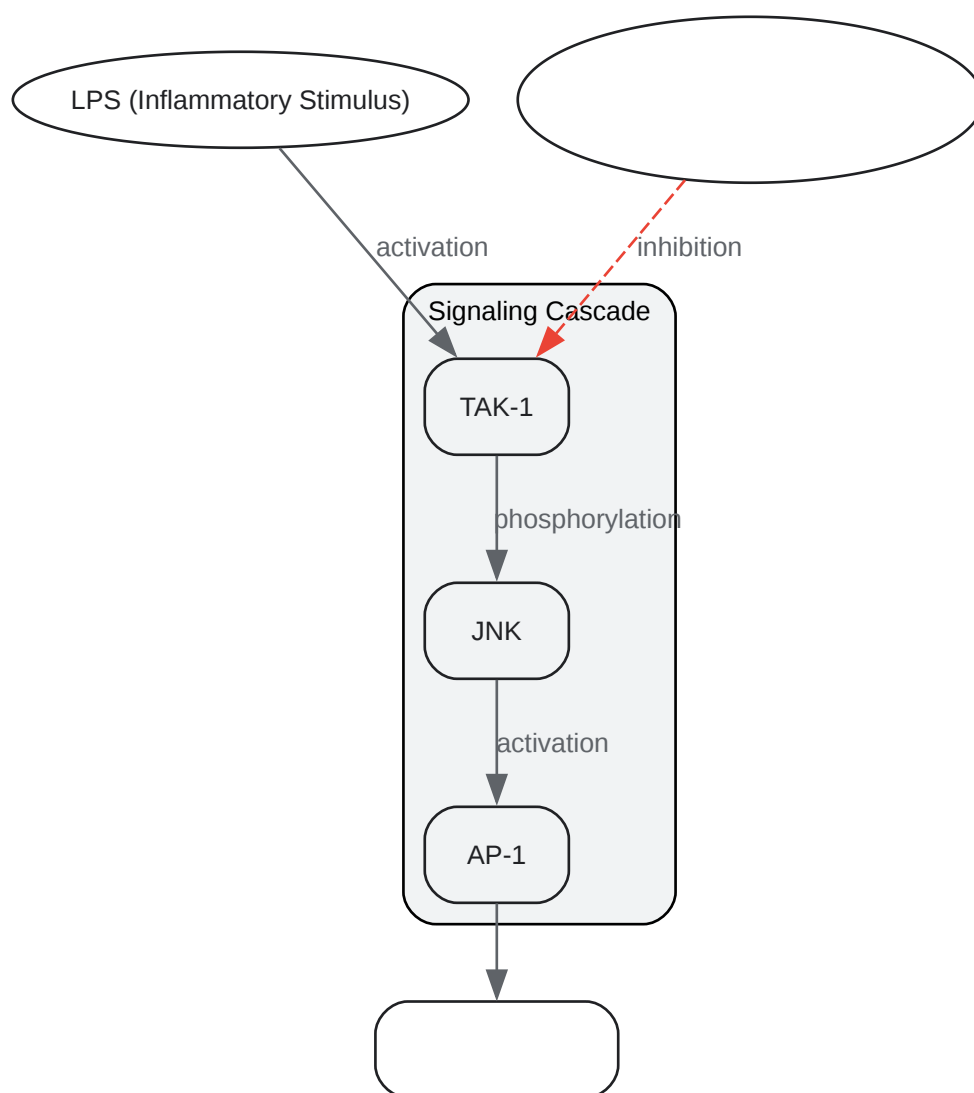 LPS (Inflammatory Stimulus)
activation
inhibition
Signaling Cascade
TAK-1
phosphorylation
JNK
activation
AP-1